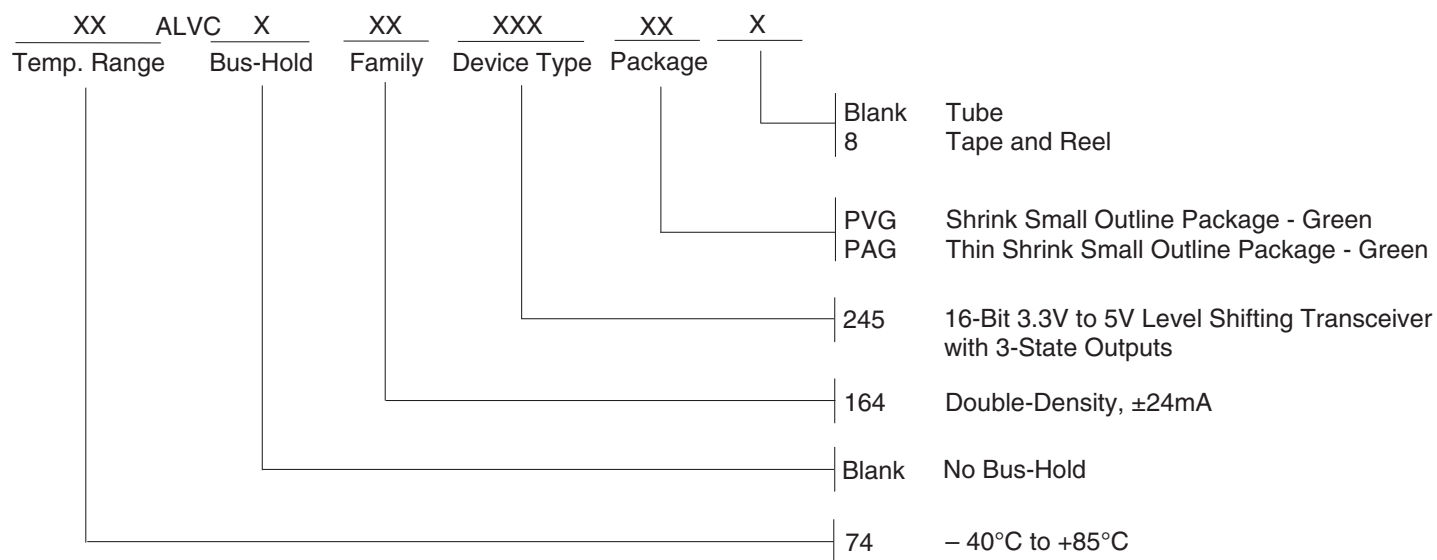 XX ALVC X XX XXX XX X
Temp. Range Bus-Hold Family Device Type Package
Blank Tube
8 Tape and Reel
PVG Shrink Small Outline Package - Green
PAG Thin Shrink Small Outline Package - Green
245 16-Bit 3.3V to 5V Level Shifting Transceiver
with 3-State Outputs
164 Double-Density, ±24mA
Blank No Bus-Hold
74 – 40°C to +85°C